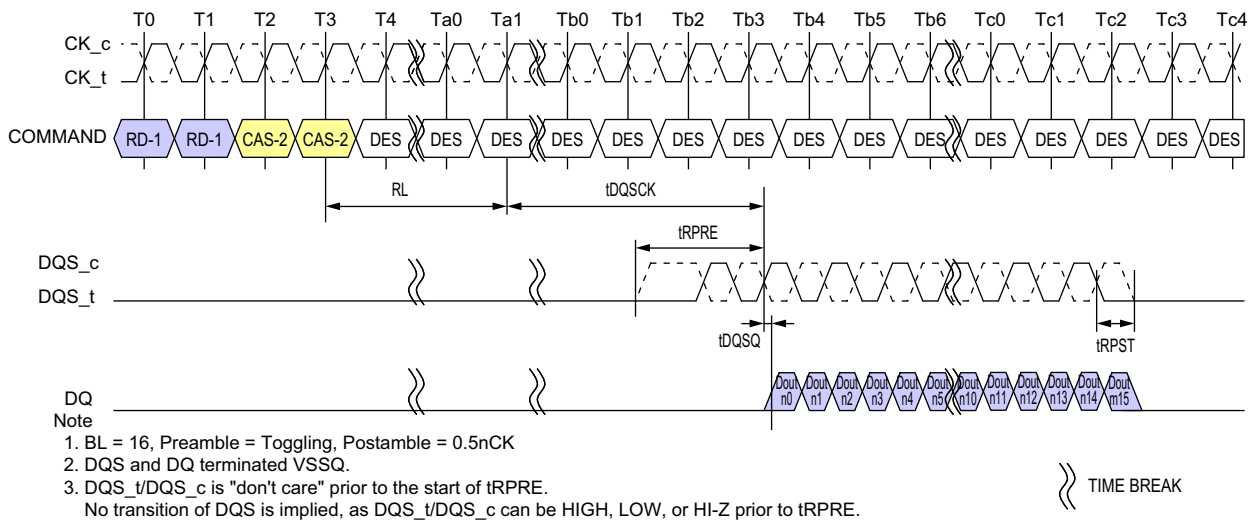 T0 T1 T2 T3 T4 Ta0 Ta1 Tb0 Tb1 Tb2 Tb3 Tb4 Tb5 Tb6 Tc0 Tc1 Tc2 Tc3 Tc4
CK_c
CK_t
COMMAND RD-1 RD-1 CAS-2 CAS-2 DES DES DES DES DES DES DES DES DES DES DES DES DES DES DES
RL tDQSCK
tRPRE
DQS_c
DQS_t
tDQSQ tRPST
DQ Dout n0 Dout n1 Dout n2 Dout n3 Dout n4 Dout n5 Dout n10 Dout n11 Dout n12 Dout n13 Dout n14 Dout m15
Note
1. BL = 16, Preamble = Toggling, Postamble = 0.5nCK
2. DQS and DQ terminated VSSQ.
3. DQS_t/DQS_c is "don't care" prior to the start of tRPRE.
No transition of DQS is implied, as DQS_t/DQS_c can be HIGH, LOW, or HI-Z prior to tRPRE.
TIME BREAK